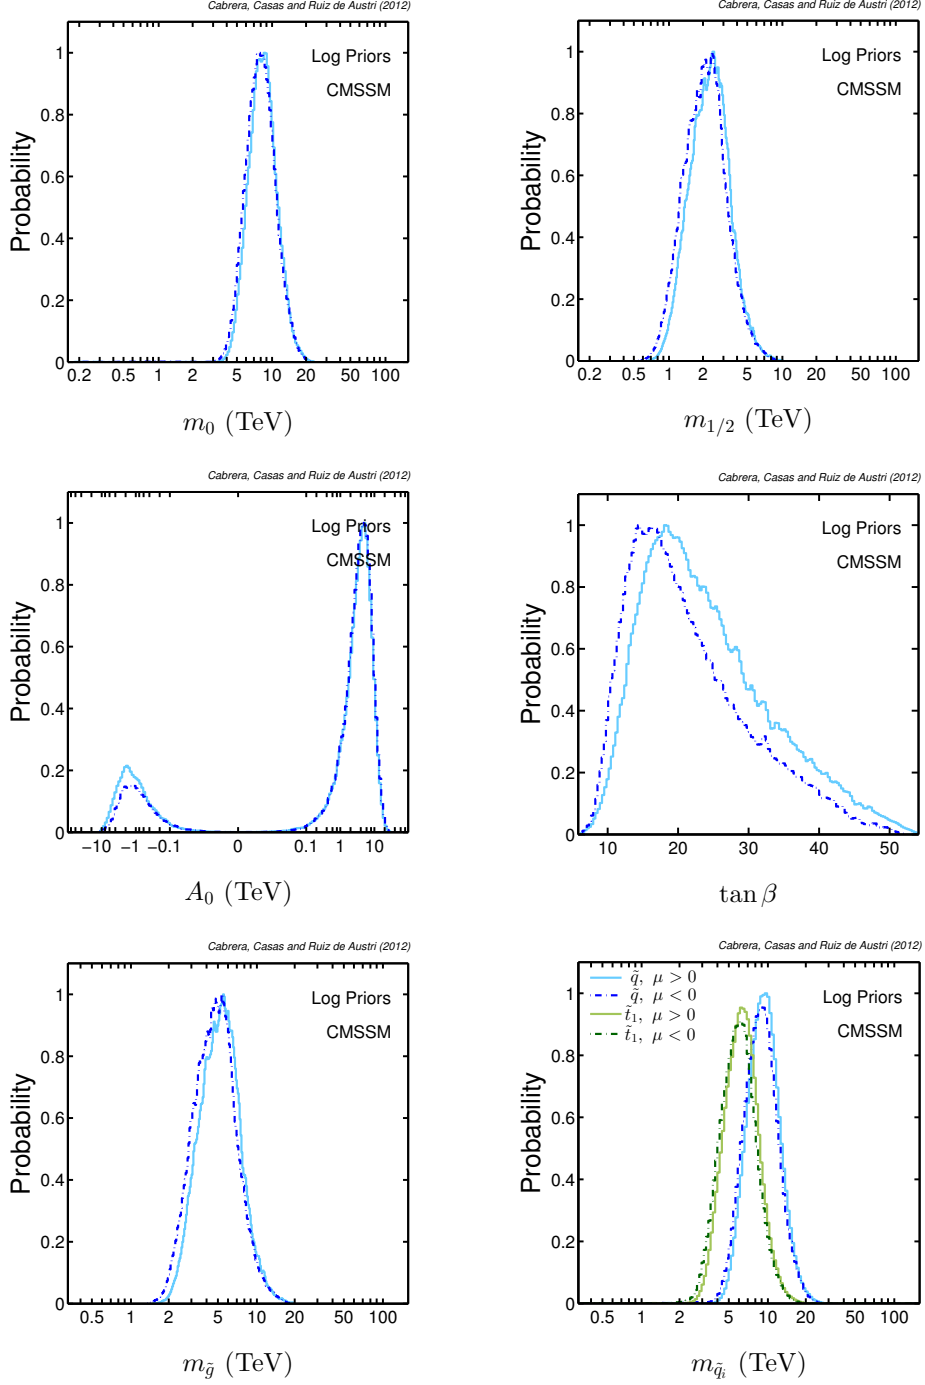 Cabrera, Casas and Ruiz de Austri (2012)
Log Priors
CMSSM
Probability
1
0.8
0.6
0.4
0.2
0
0.2 0.5 1 2 5 10 20 50 100
m_0 (TeV)
Cabrera, Casas and Ruiz de Austri (2012)
Log Priors
CMSSM
Probability
1
0.8
0.6
0.4
0.2
0
0.2 0.5 1 2 5 10 20 50 100
m_{1/2} (TeV)
Cabrera, Casas and Ruiz de Austri (2012)
Log Priors
CMSSM
Probability
1
0.8
0.6
0.4
0.2
0
−10 −1 −0.1 0 0.1 1 10
A_0 (TeV)
Cabrera, Casas and Ruiz de Austri (2012)
Log Priors
CMSSM
Probability
1
0.8
0.6
0.4
0.2
0
10 20 30 40 50
tan β
Cabrera, Casas and Ruiz de Austri (2012)
Log Priors
CMSSM
Probability
1
0.8
0.6
0.4
0.2
0
0.5 1 2 5 10 20 50 100
m_{g̃} (TeV)
Cabrera, Casas and Ruiz de Austri (2012)
q̃, μ > 0
q̃, μ < 0
t̃_1, μ > 0
t̃_1, μ < 0
Log Priors
CMSSM
Probability
1
0.8
0.6
0.4
0.2
0
0.5 1 2 5 10 20 50 100
m_{q̃_i} (TeV)